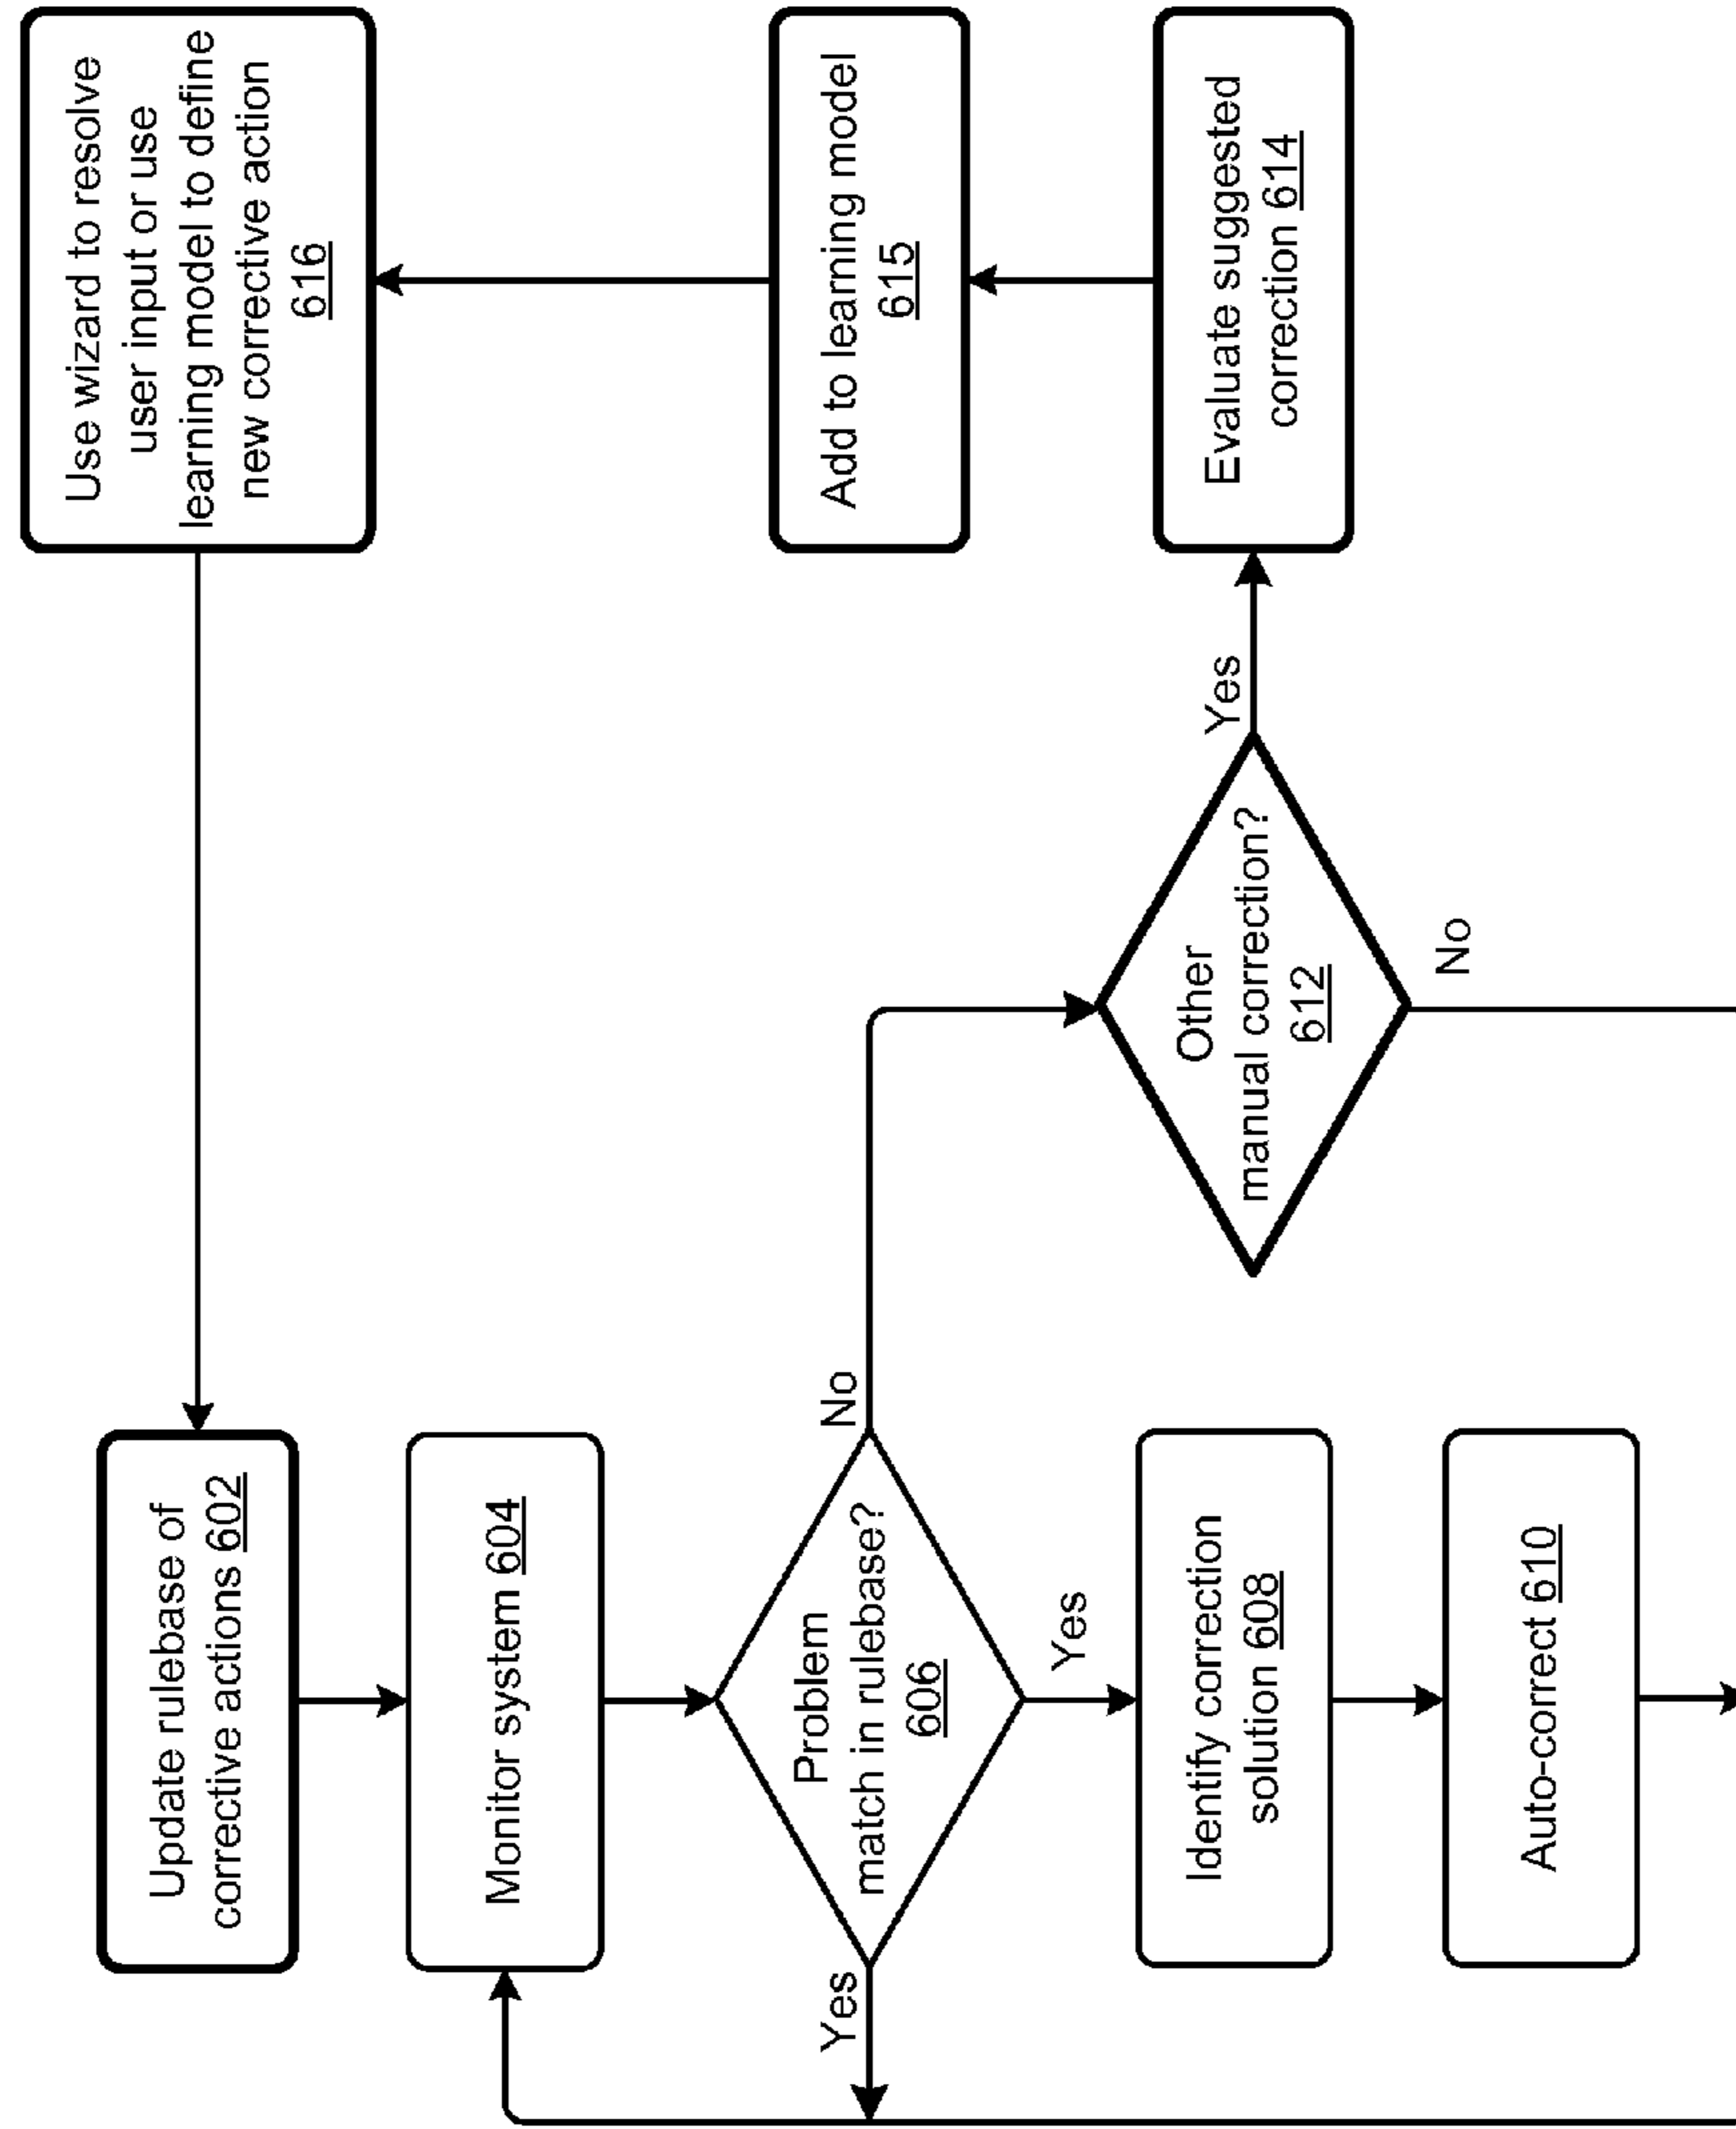 Update rulebase of
corrective actions 602
Monitor system 604
Problem
match in rulebase?
606
Yes
No
Yes
Identify correction
solution 608
Auto-correct 610
Other
manual correction?
612
Yes
No
Evaluate suggested
correction 614
Add to learning model
615
Use wizard to resolve
user input or use
learning model to define
new corrective action
616